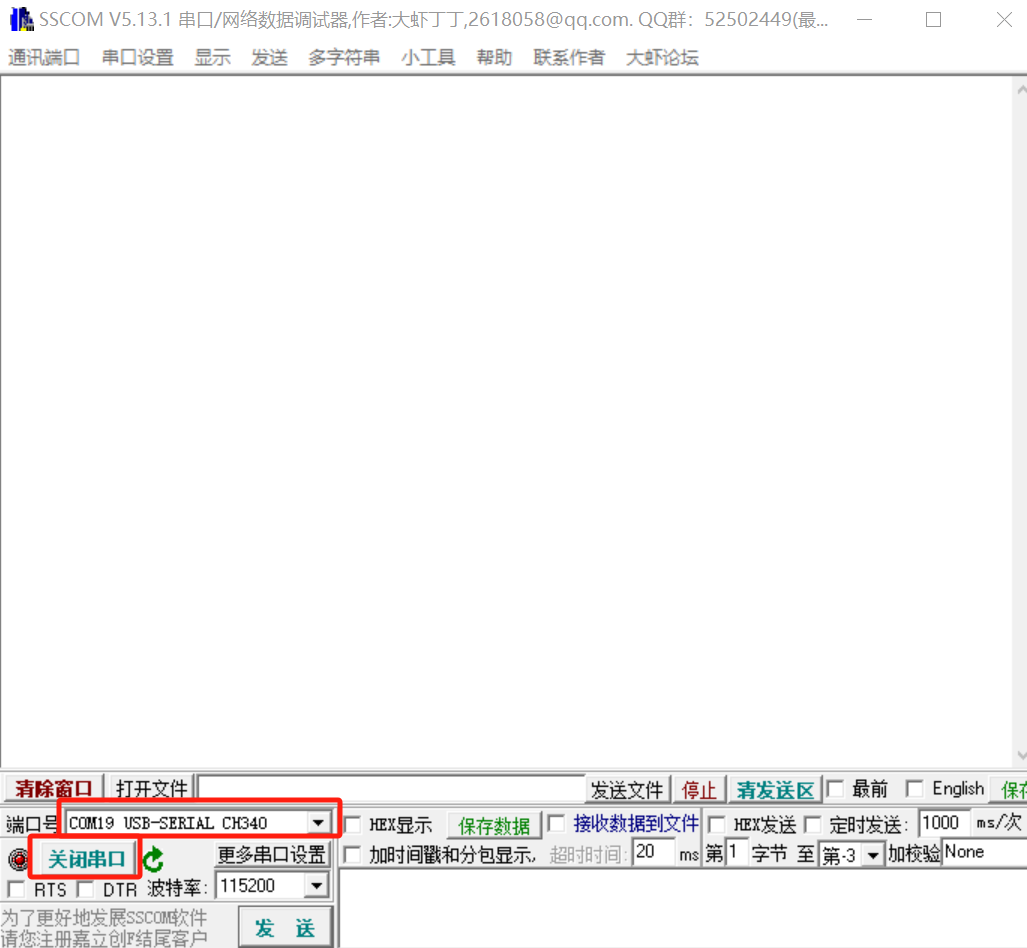 SSCOM V5.13.1 串口/网络数据调试器,作者:大虾丁丁,2618058@qq.com. QQ群：52502449(最...
通讯端口 串口设置 显示 发送 多字符串 小工具 帮助 联系作者 大虾论坛
清除窗口 打开文件 发送文件 停止 清发送区 最前 English 保存
端口号 COM19 USB-SERIAL CH340 HEX显示 保存数据 接收数据到文件 HEX发送 定时发送: 1000 ms/次
关闭串口 更多串口设置 加时间戳和分包显示, 超时时间: 20 ms 第 1 字节 至 第-3 加校验 None
RTS DTR 波特率: 115200
为了更好地发展SSCOM软件
请您注册嘉立创F结尾客户
发 送